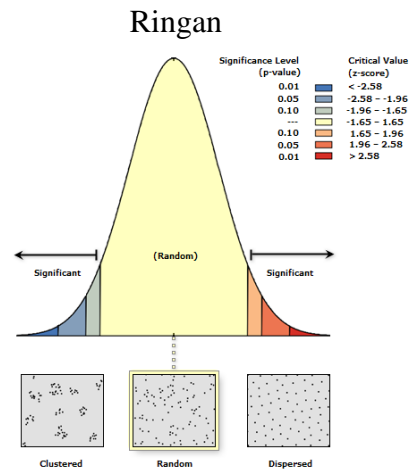 Ringan
Significance Level Critical Value
(p-value) (z-score)
0.01 < -2.58
0.05 -2.58 – -1.96
0.10 -1.96 – -1.65
--- -1.65 – 1.65
0.10 1.65 – 1.96
0.05 1.96 – 2.58
0.01 > 2.58
(Random)
Significant Significant
Clustered Random Dispersed